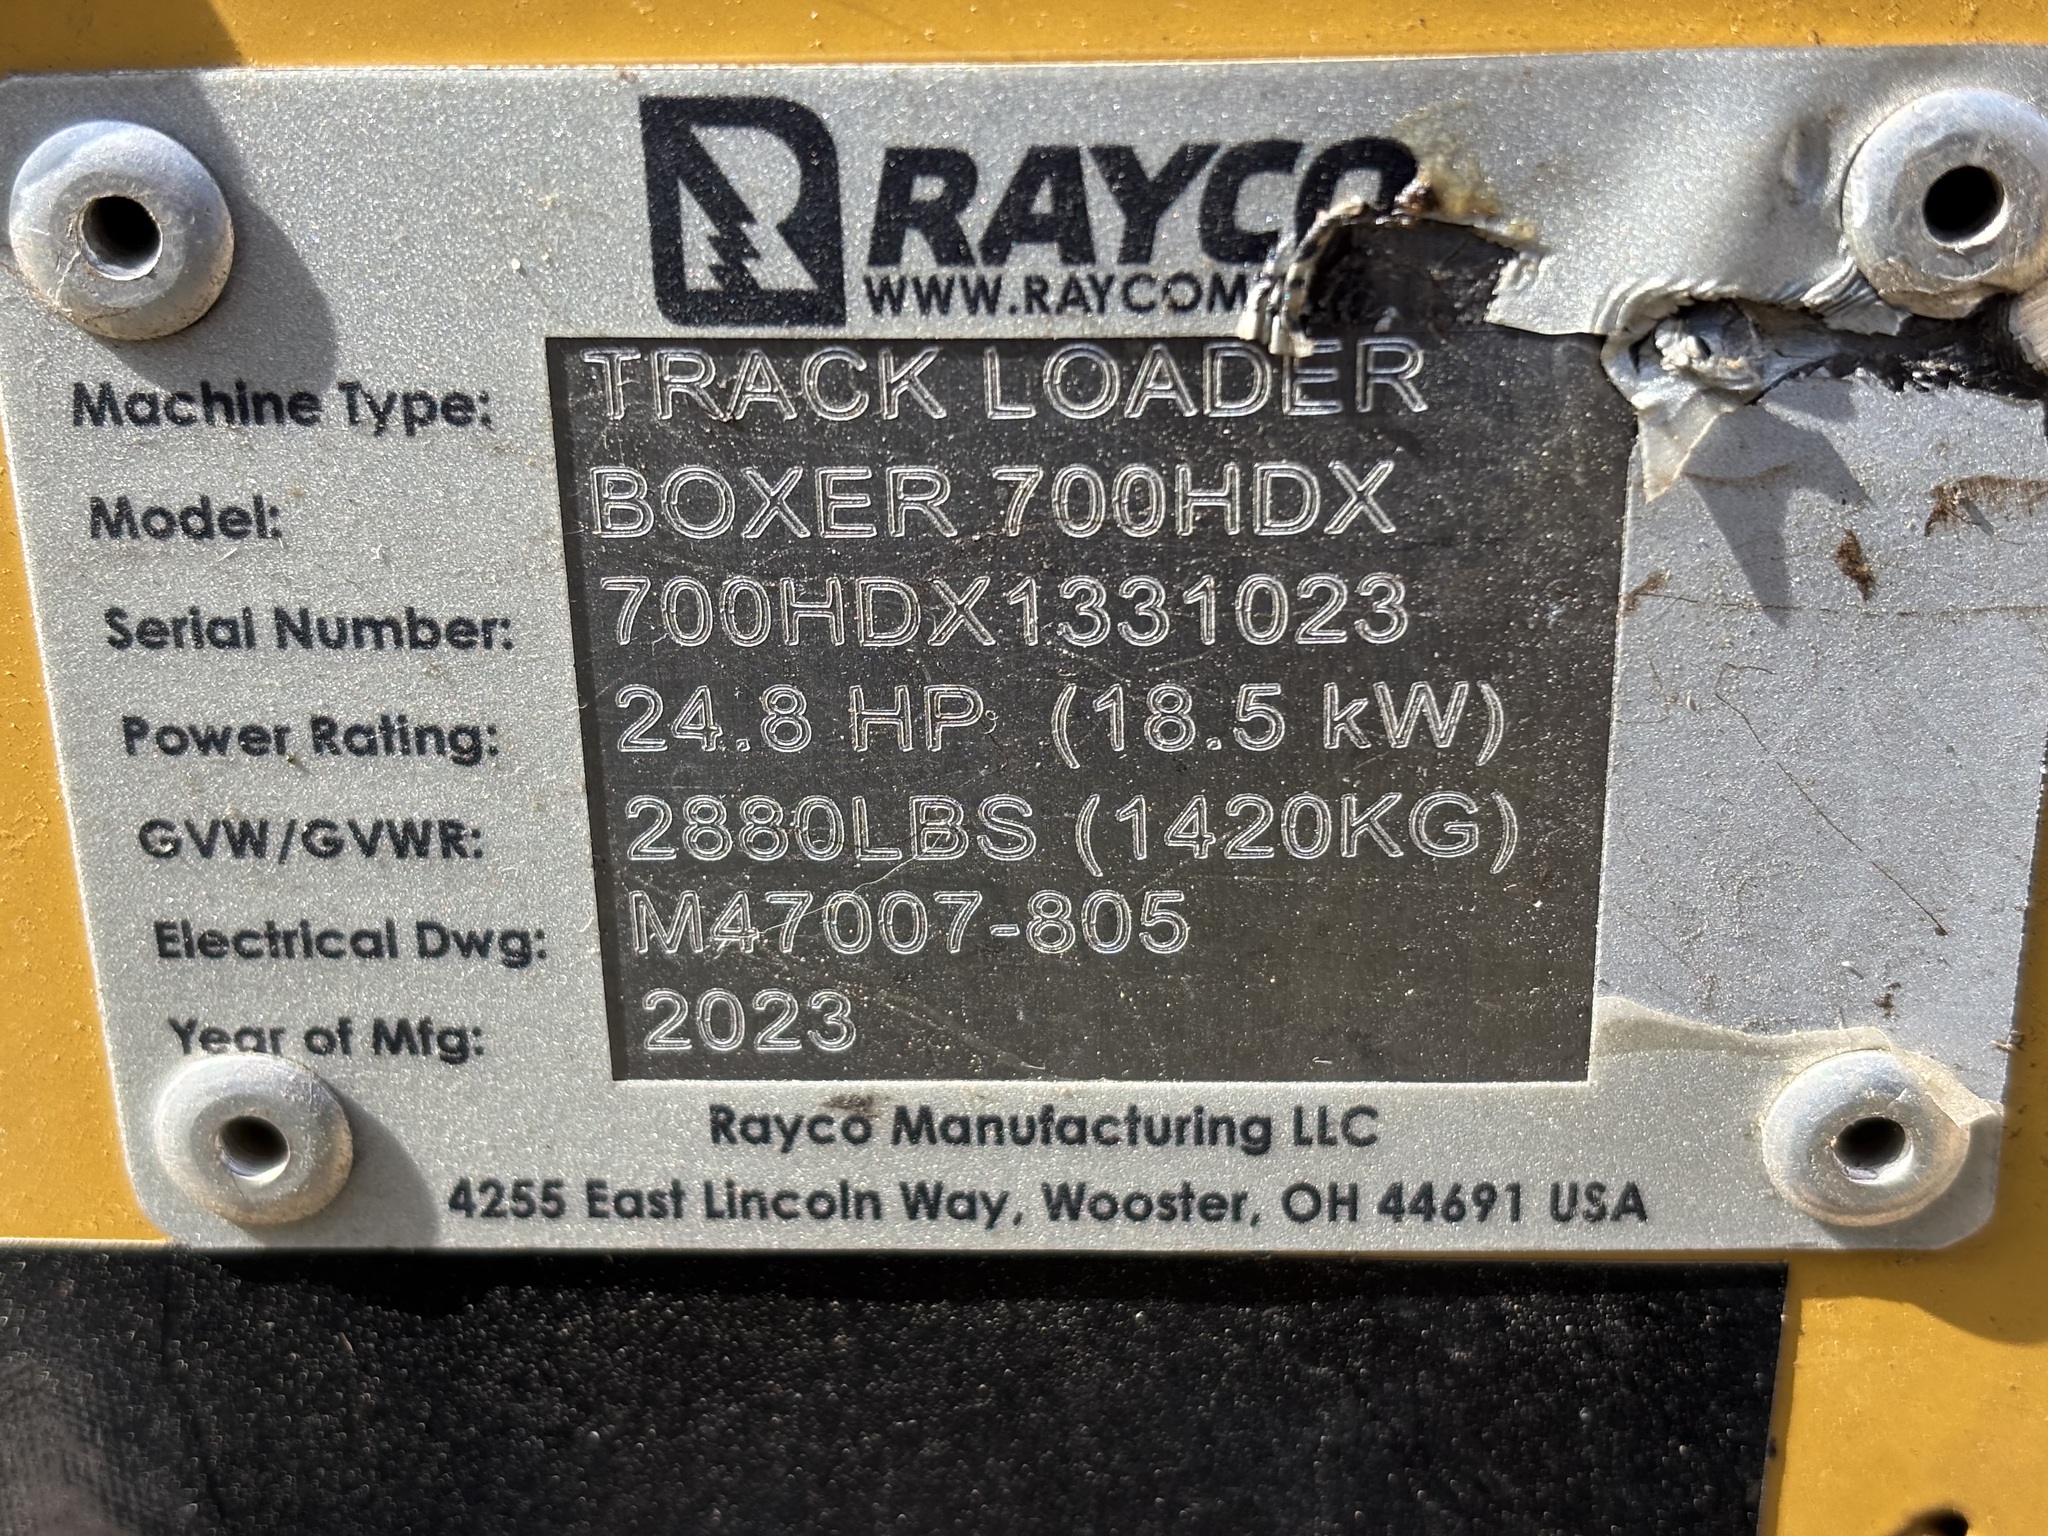 RAYCO
WWW.RAYCOM
Machine Type: TRACK LOADER
Model: BOXER 700HDX
Serial Number: 700HDX1331023
Power Rating: 24.8 HP (18.5 kW)
GVW/GVWR: 2880LBS (1420KG)
Electrical Dwg: M47007-805
Year of Mfg: 2023
Rayco Manufacturing LLC
4255 East Lincoln Way, Wooster, OH 44691 USA